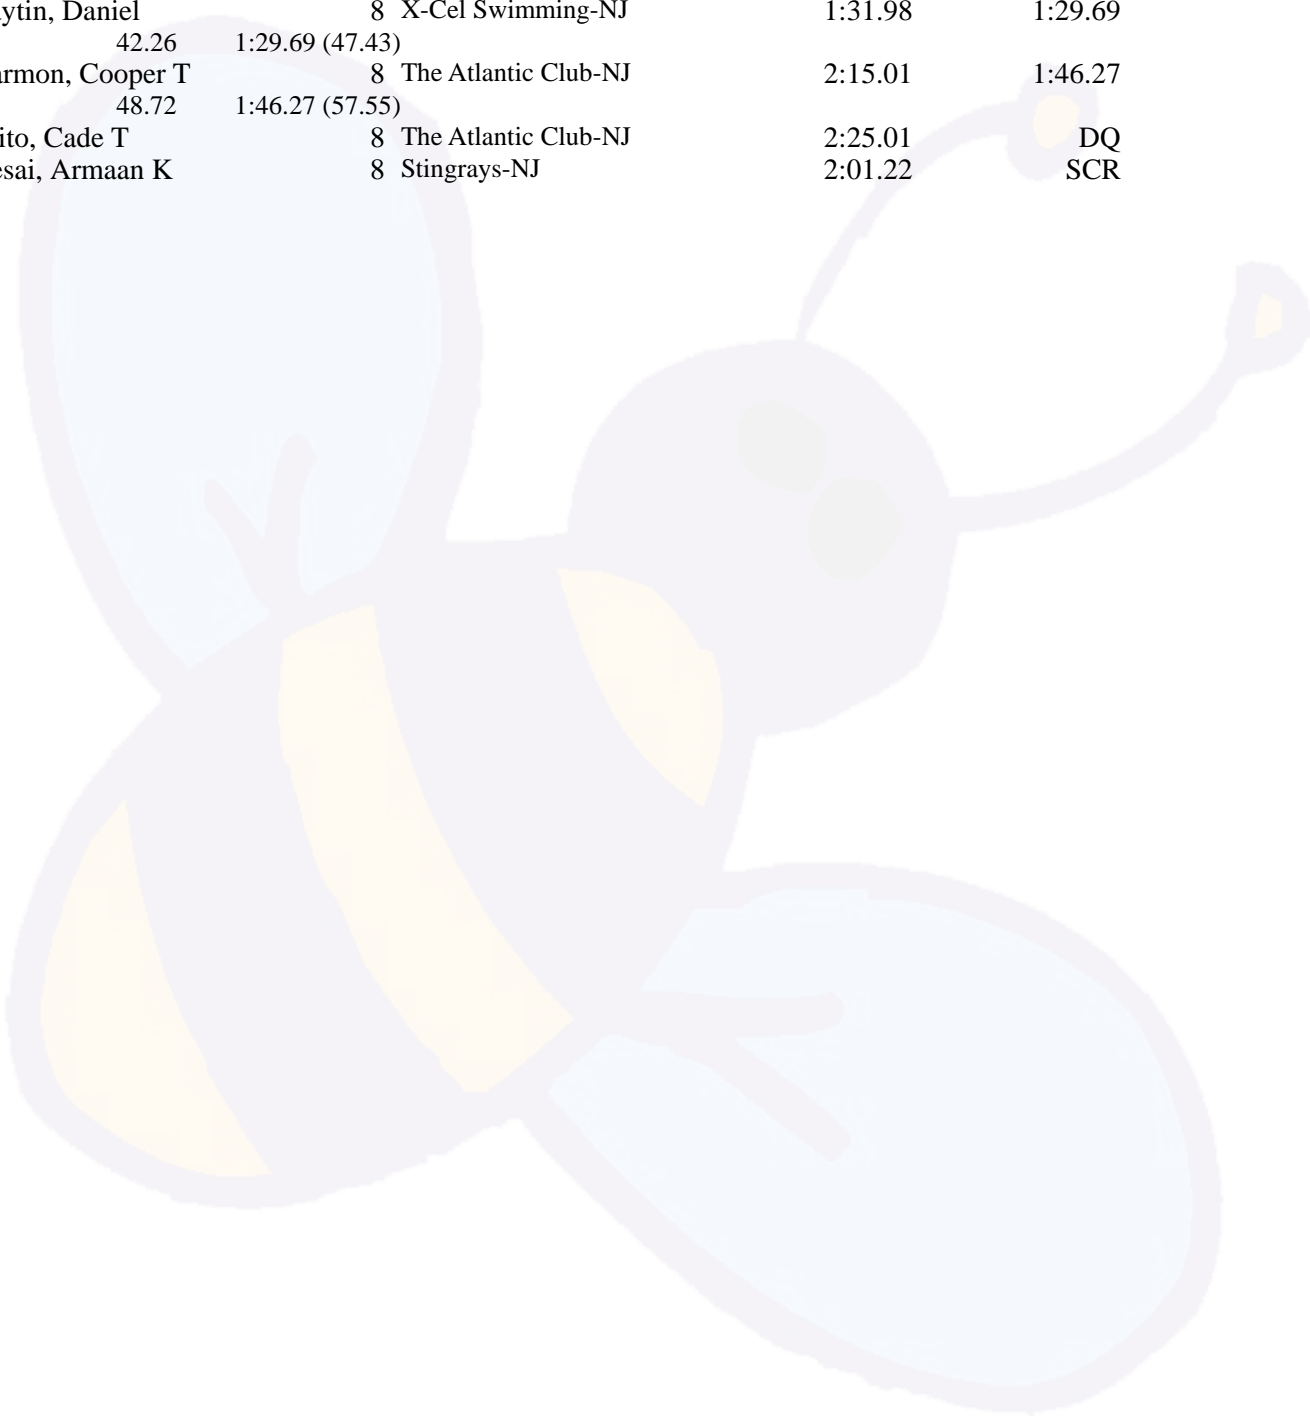 ytin, Daniel 8 X-Cel Swimming-NJ 1:31.98 1:29.69
42.26 1:29.69 (47.43)
armon, Cooper T 8 The Atlantic Club-NJ 2:15.01 1:46.27
48.72 1:46.27 (57.55)
ito, Cade T 8 The Atlantic Club-NJ 2:25.01 DQ
esai, Armaan K 8 Stingrays-NJ 2:01.22 SCR